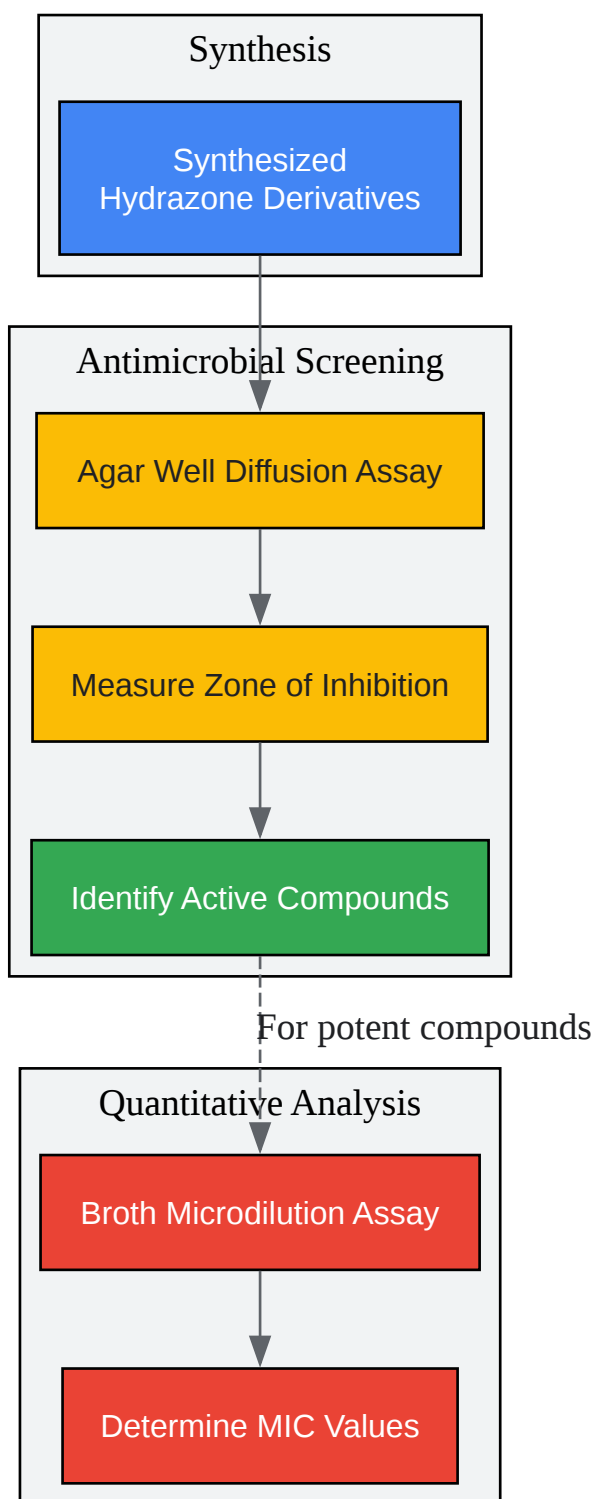 Synthesis
Synthesized
Hydrazone Derivatives
Antimicrobial Screening
Agar Well Diffusion Assay
Measure Zone of Inhibition
Identify Active Compounds
For potent compounds
Quantitative Analysis
Broth Microdilution Assay
Determine MIC Values